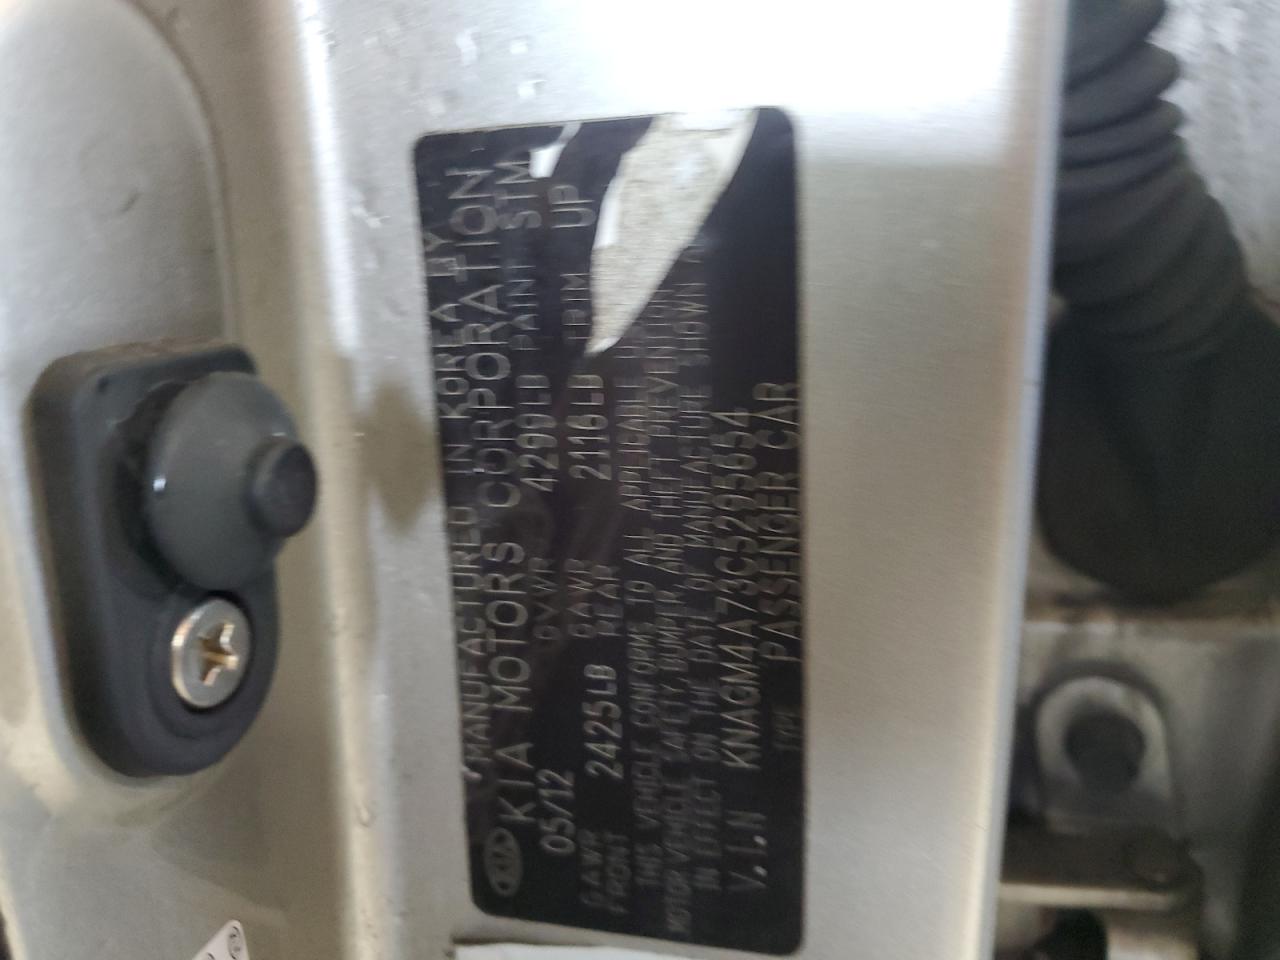 MANUFACTURED IN KOREA BY
KIA KIA MOTORS CORPORATION
05/12 GVWR 4299LB PAINT STM
GAWR FRONT 2425LB GAWR REAR 2116LB TRIM UP
THIS VEHICLE CONFORMS TO ALL APPLICABLE
MOTOR VEHICLE SAFETY, BUMPER, AND THEFT PREVENTION
IN EFFECT ON THE DATE OF MANUFACTURE SHOWN
V.I.N KNAGM4A73C5295654
TYPE PASSENGER CAR